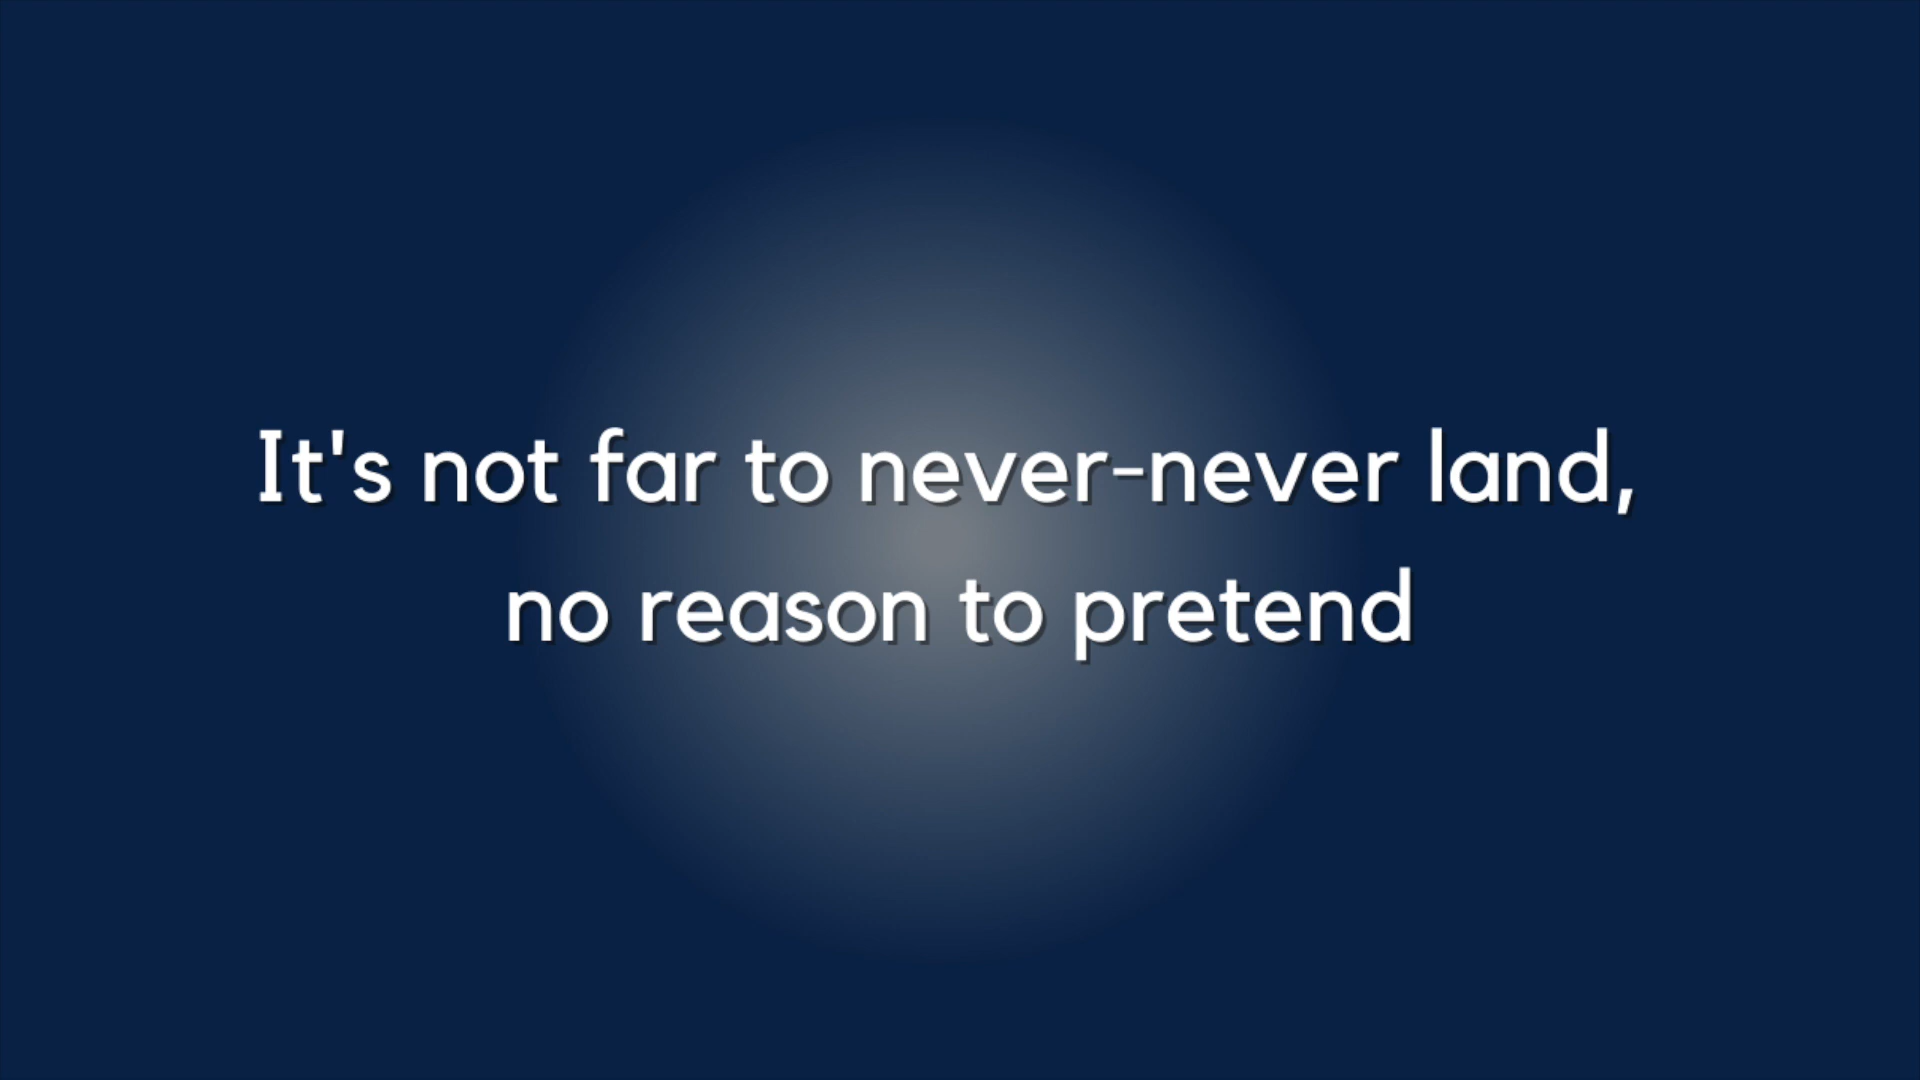 It's not far to never-never land,
no reason to pretend